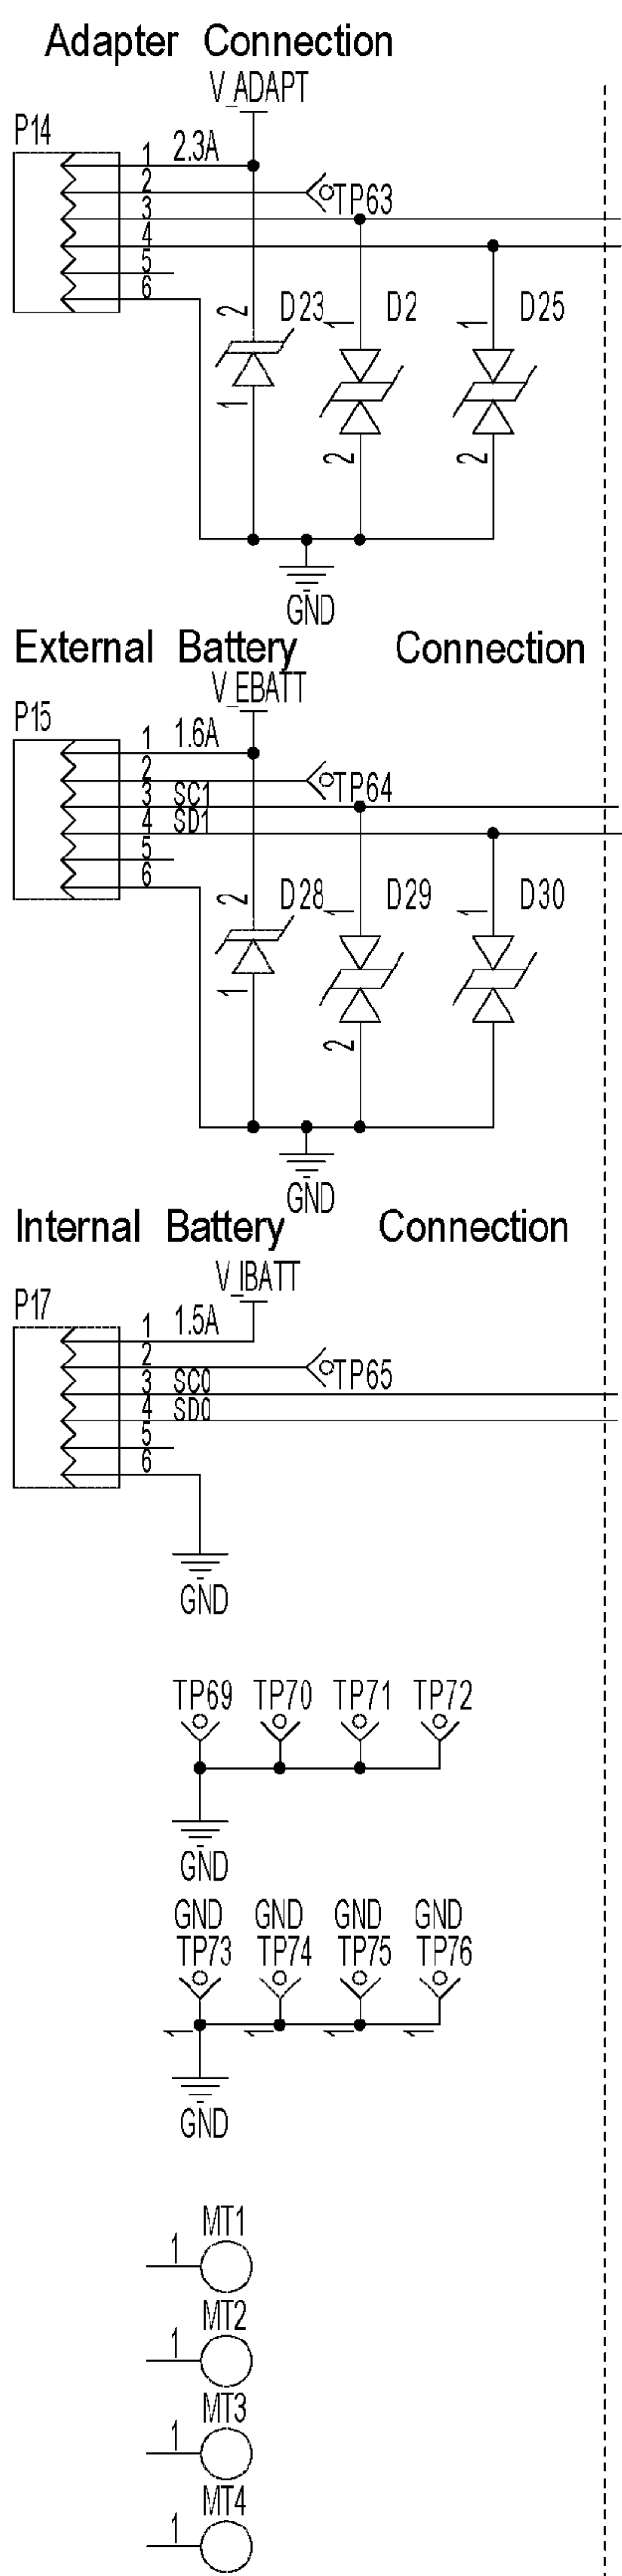 Adapter Connection
V_ADAPT
P14
1 2.3A
2
TP63
3
4
5
6
2 D23 1 D2 1 D25
1 2 2
GND
External Battery Connection
V_EBATT
P15
1 1.6A
2
TP64
3 SC1
4 SD1
5
6
2 D28 1 D29 1 D30
1 2
GND
Internal Battery Connection
V_IBATT
P17
1 1.5A
2
TP65
3 SC0
4 SD0
5
6
GND
TP69 TP70 TP71 TP72
GND
GND GND GND GND
TP73 TP74 TP75 TP76
1 1 1 1
GND
MT1
1
MT2
1
MT3
1
MT4
1